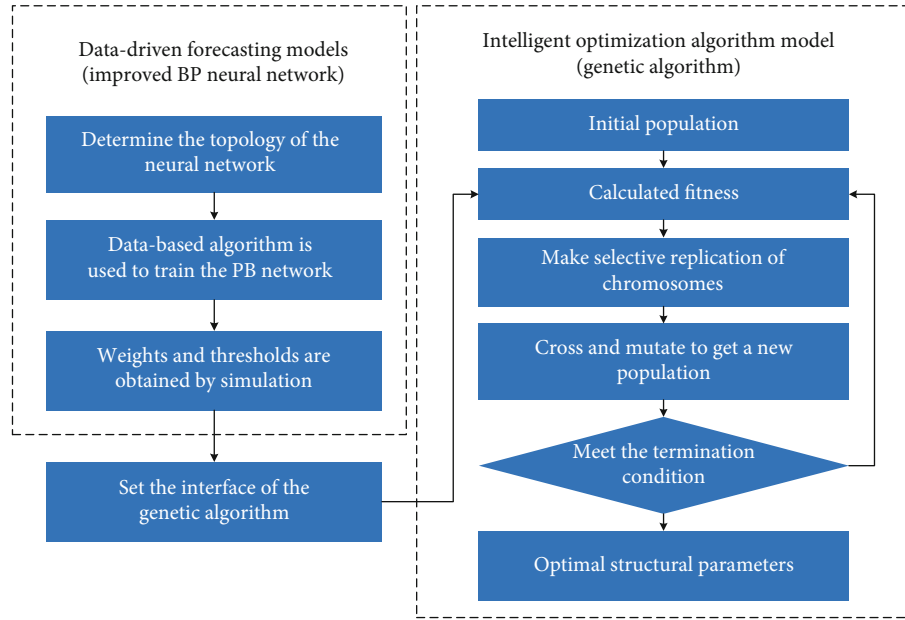 Data-driven forecasting models
(improved BP neural network)
Determine the topology of the
neural network
Data-based algorithm is
used to train the PB network
Weights and thresholds are
obtained by simulation
Set the interface of the
genetic algorithm
Intelligent optimization algorithm model
(genetic algorithm)
Initial population
Calculated fitness
Make selective replication of
chromosomes
Cross and mutate to get a new
population
Meet the termination
condition
Optimal structural parameters